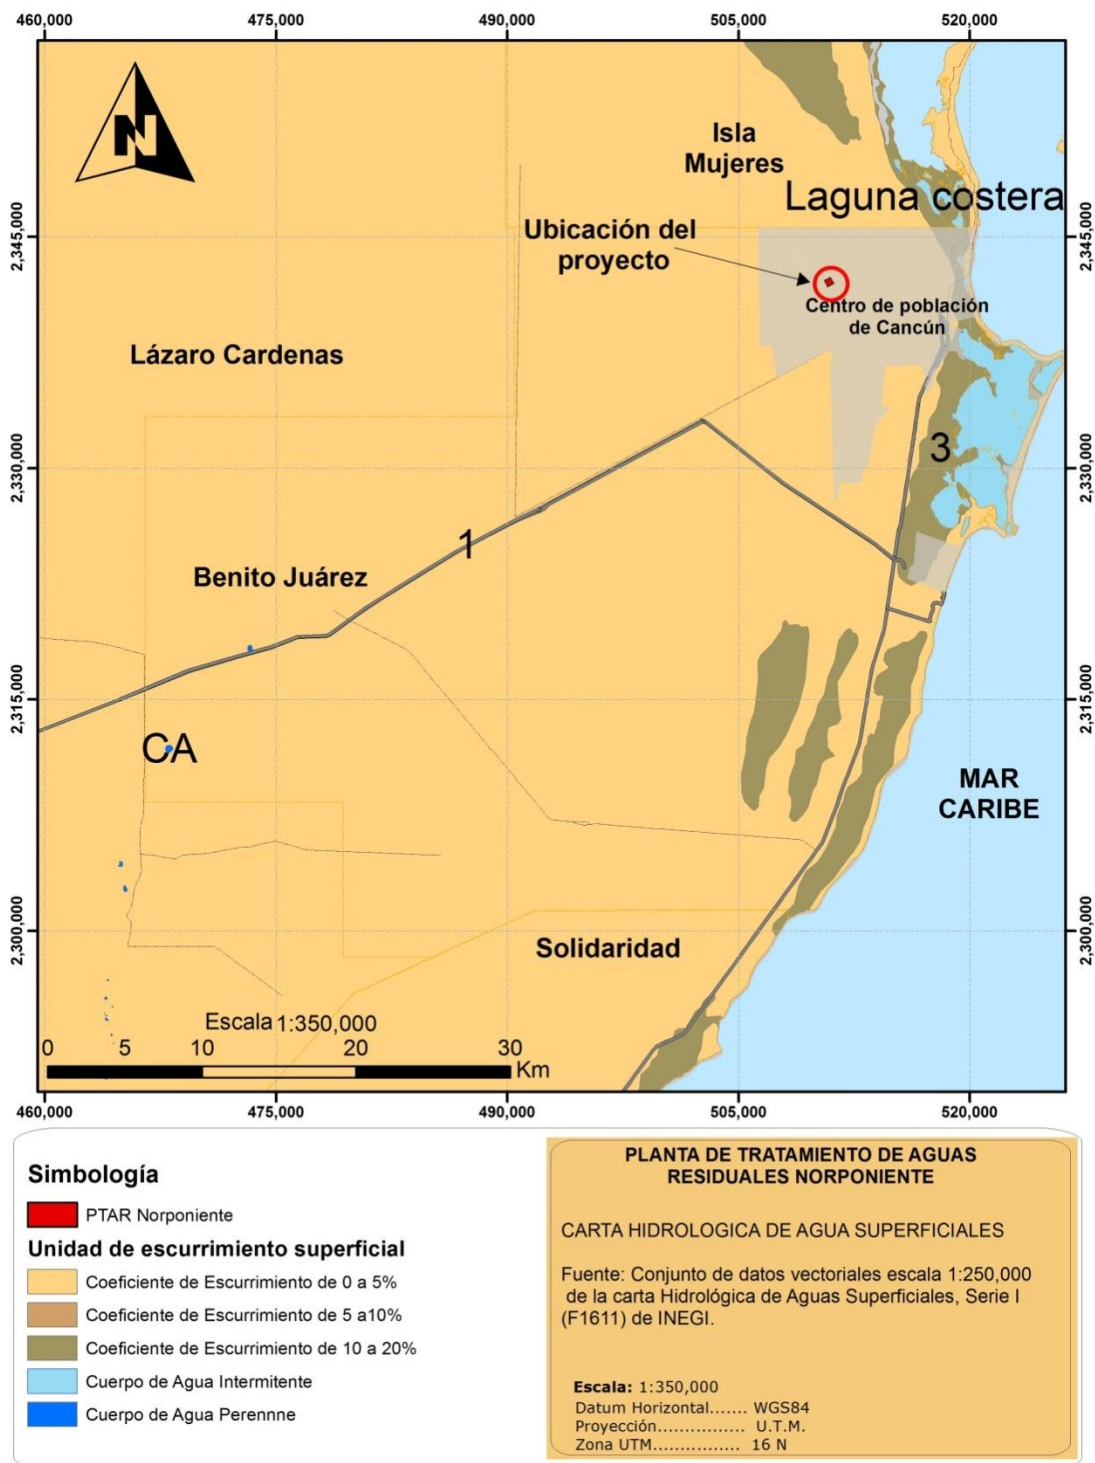 460,000
475,000
490,000
505,000
520,000
N
Isla
Mujeres
Laguna costera
2,345,000
2,345,000
Ubicación del
proyecto
Centro de población
de Cancún
Lázaro Cardenas
2,330,000
3
2,330,000
1
Benito Juárez
2,315,000
2,315,000
CA
MAR
CARIBE
2,300,000
Solidaridad
2,300,000
Escala 1:350,000
0
5
10
20
30
Km
460,000
475,000
490,000
505,000
520,000
Simbología
PTAR Norponiente
Unidad de escurrimiento superficial
Coeficiente de Escurrimiento de 0 a 5%
Coeficiente de Escurrimiento de 5 a10%
Coeficiente de Escurrimiento de 10 a 20%
Cuerpo de Agua Intermitente
Cuerpo de Agua Perennne
PLANTA DE TRATAMIENTO DE AGUAS
RESIDUALES NORPONIENTE
CARTA HIDROLOGICA DE AGUA SUPERFICIALES
Fuente: Conjunto de datos vectoriales escala 1:250,000
de la carta Hidrológica de Aguas Superficiales, Serie I
(F1611) de INEGI.
Escala: 1:350,000
Datum Horizontal....... WGS84
Proyección................ U.T.M.
Zona UTM................ 16 N